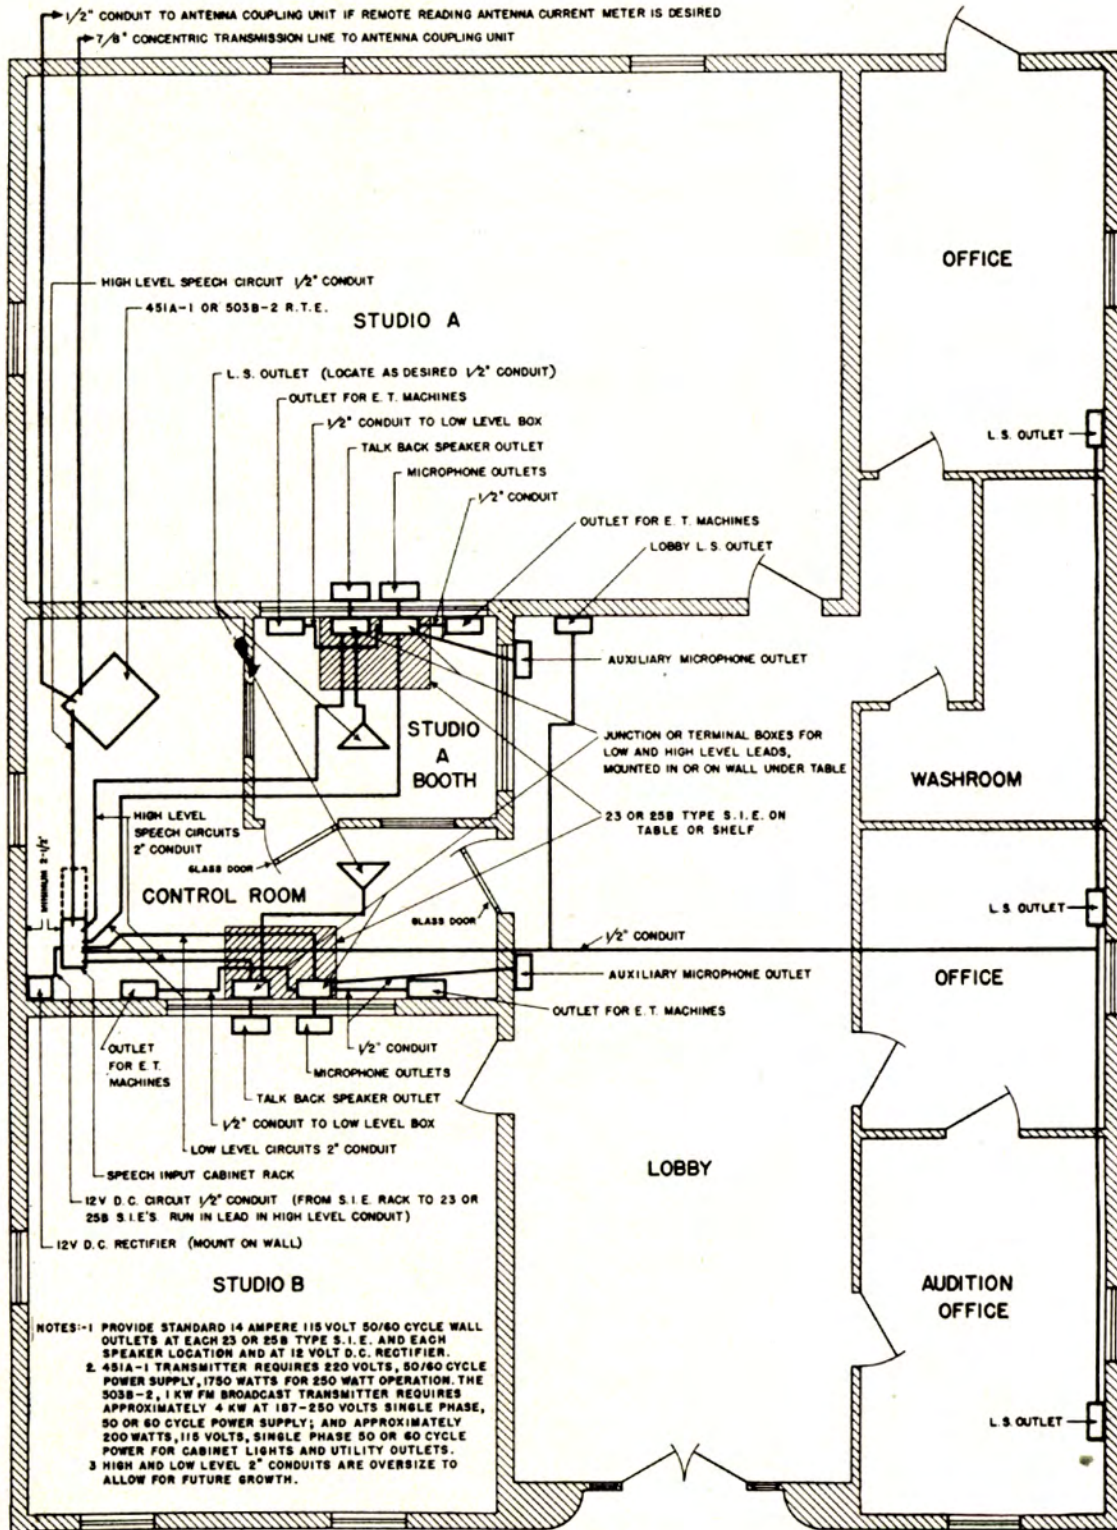 1/2" CONDUIT TO ANTENNA COUPLING UNIT IF REMOTE READING ANTENNA CURRENT METER IS DESIRED
7/8" CONCENTRIC TRANSMISSION LINE TO ANTENNA COUPLING UNIT
OFFICE
HIGH LEVEL SPEECH CIRCUIT 1/2" CONDUIT
451A-1 OR 503B-2 R.T.E.
STUDIO A
L.S. OUTLET (LOCATE AS DESIRED 1/2" CONDUIT)
OUTLET FOR E.T. MACHINES
1/2" CONDUIT TO LOW LEVEL BOX
L.S. OUTLET
TALK BACK SPEAKER OUTLET
MICROPHONE OUTLETS
1/2" CONDUIT
OUTLET FOR E.T. MACHINES
LOBBY L.S. OUTLET
AUXILIARY MICROPHONE OUTLET
STUDIO
A
BOOTH
JUNCTION OR TERMINAL BOXES FOR
LOW AND HIGH LEVEL LEADS,
MOUNTED IN OR ON WALL UNDER TABLE
WASHROOM
23 OR 25B TYPE S.I.E. ON
TABLE OR SHELF
HIGH LEVEL
SPEECH CIRCUITS
2" CONDUIT
GLASS DOOR
MINIMUM 2-1/2'
CONTROL ROOM
GLASS DOOR
L.S. OUTLET
1/2" CONDUIT
AUXILIARY MICROPHONE OUTLET
OFFICE
OUTLET FOR E.T. MACHINES
OUTLET
FOR E.T.
MACHINES
1/2" CONDUIT
MICROPHONE OUTLETS
TALK BACK SPEAKER OUTLET
1/2" CONDUIT TO LOW LEVEL BOX
LOW LEVEL CIRCUITS 2" CONDUIT
SPEECH INPUT CABINET RACK
LOBBY
12V D.C. CIRCUIT 1/2" CONDUIT (FROM S.I.E. RACK TO 23 OR
25B S.I.E'S. RUN IN LEAD IN HIGH LEVEL CONDUIT)
12V D.C. RECTIFIER (MOUNT ON WALL)
STUDIO B
AUDITION
OFFICE
NOTES:-1 PROVIDE STANDARD 14 AMPERE 115 VOLT 50/60 CYCLE WALL
OUTLETS AT EACH 23 OR 25B TYPE S.I.E. AND EACH
SPEAKER LOCATION AND AT 12 VOLT D.C. RECTIFIER.
2. 451A-1 TRANSMITTER REQUIRES 220 VOLTS, 50/60 CYCLE
POWER SUPPLY, 1750 WATTS FOR 250 WATT OPERATION. THE
503B-2, 1 KW FM BROADCAST TRANSMITTER REQUIRES
APPROXIMATELY 4 KW AT 187-250 VOLTS SINGLE PHASE,
50 OR 60 CYCLE POWER SUPPLY; AND APPROXIMATELY
200 WATTS, 115 VOLTS, SINGLE PHASE 50 OR 60 CYCLE
POWER FOR CABINET LIGHTS AND UTILITY OUTLETS.
3 HIGH AND LOW LEVEL 2" CONDUITS ARE OVERSIZE TO
ALLOW FOR FUTURE GROWTH.
L.S. OUTLET